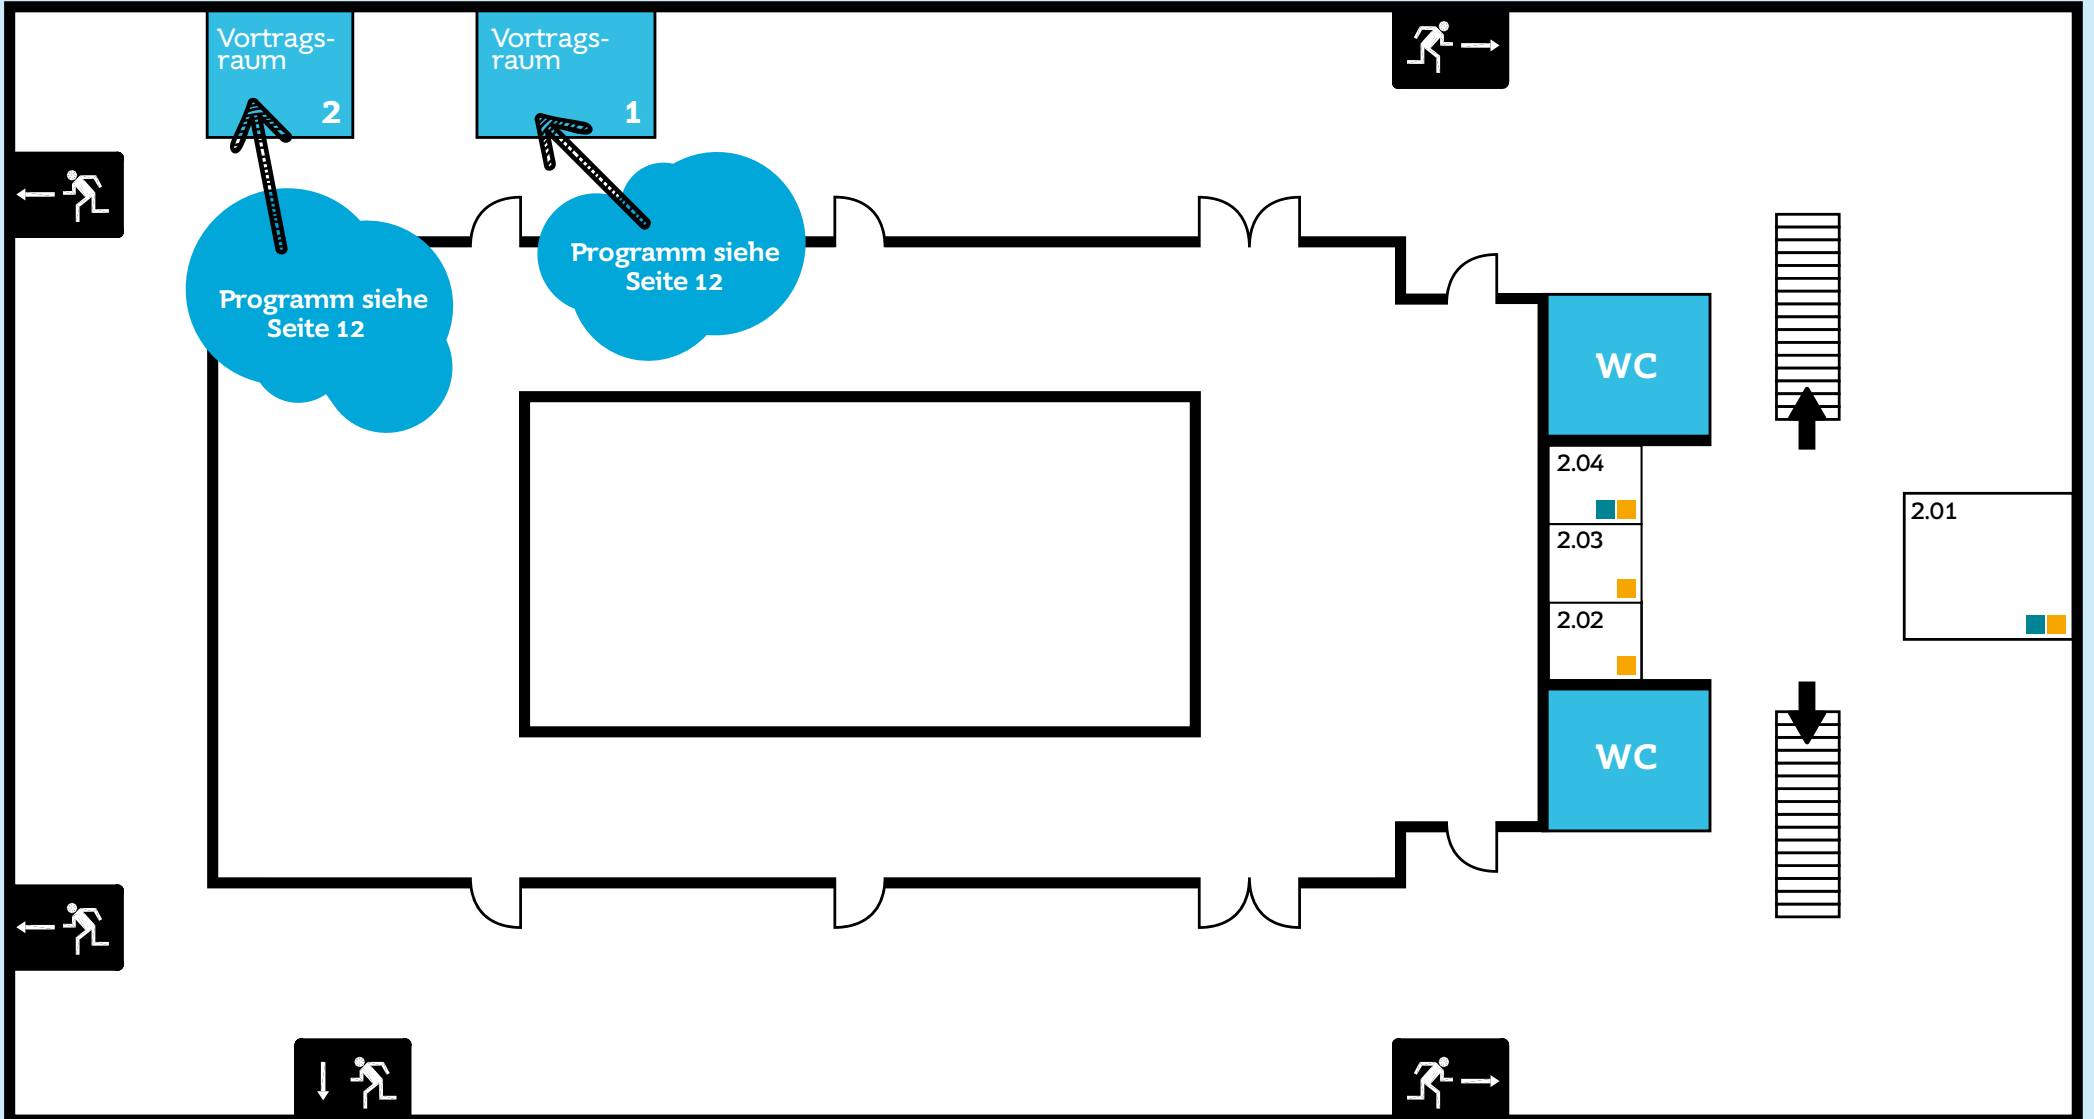 Vortrags-
raum
2
Vortrags-
raum
1
Programm siehe
Seite 12
Programm siehe
Seite 12
WC
2.04
2.03
2.02
2.01
WC